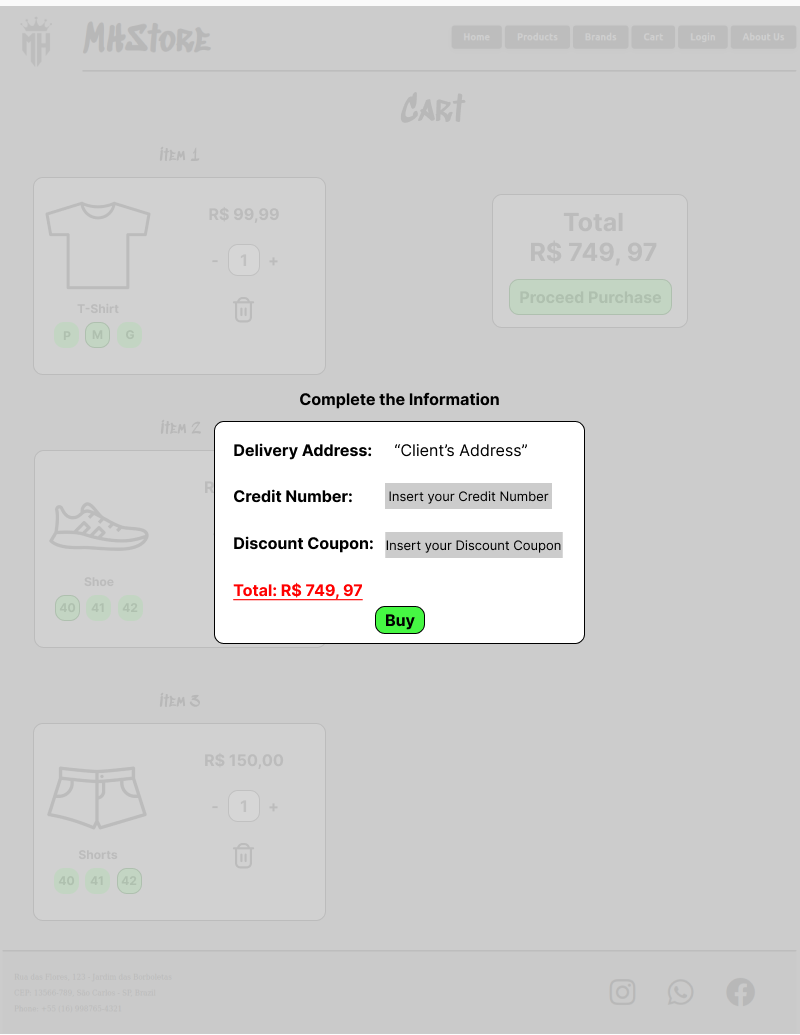 MH
MHStore
Home Products Brands Cart Login About Us
Cart
Item 1
R$ 99,99
- 1 +
T-Shirt
P M G
Total
R$ 749, 97
Proceed Purchase
Complete the Information
Item 2
Delivery Address: “Client’s Address”
R
Credit Number: Insert your Credit Number
Discount Coupon: Insert your Discount Coupon
Shoe
40 41 42
Total: R$ 749, 97
Buy
Item 3
R$ 150,00
- 1 +
Shorts
40 41 42